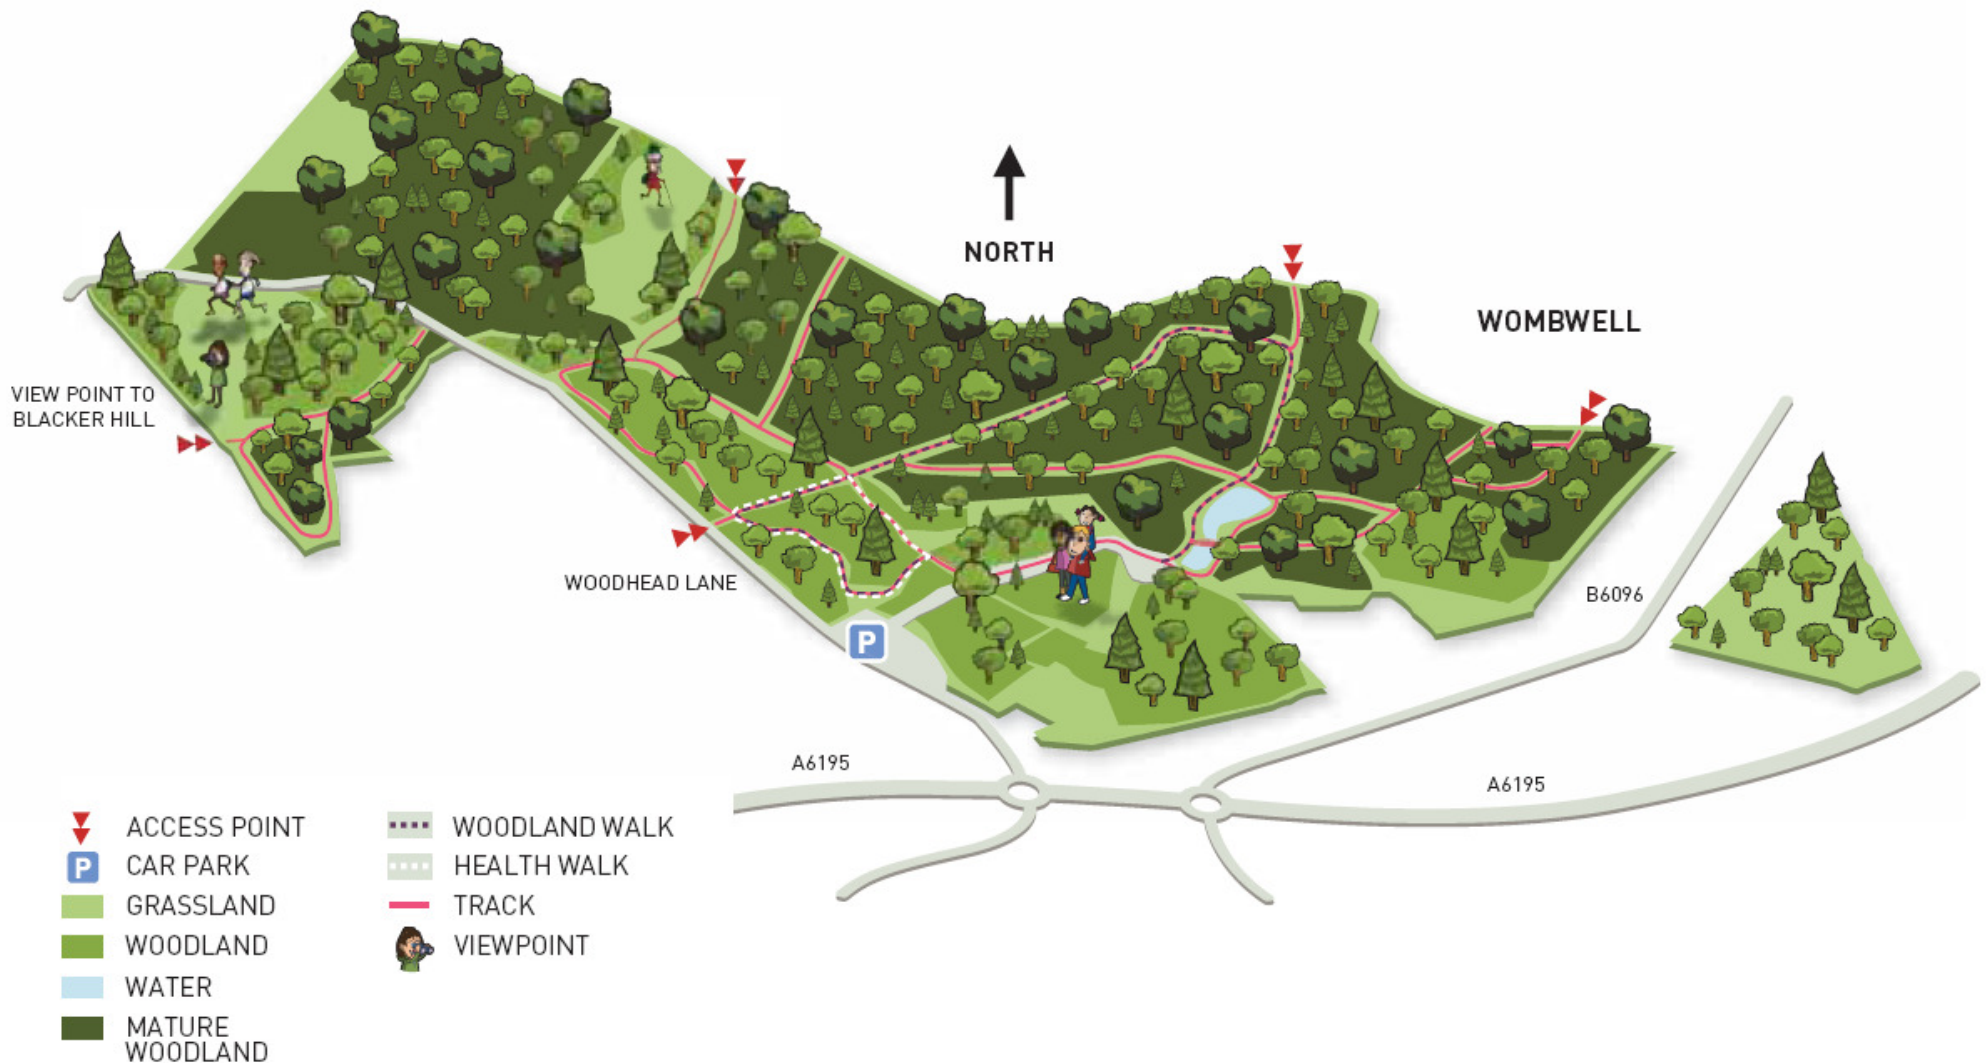 NORTH
WOMBWELL
VIEW POINT TO
BLACKER HILL
WOODHEAD LANE
P
B6096
A6195
A6195
ACCESS POINT
P
CAR PARK
GRASSLAND
WOODLAND
WATER
MATURE
WOODLAND
WOODLAND WALK
HEALTH WALK
TRACK
VIEWPOINT